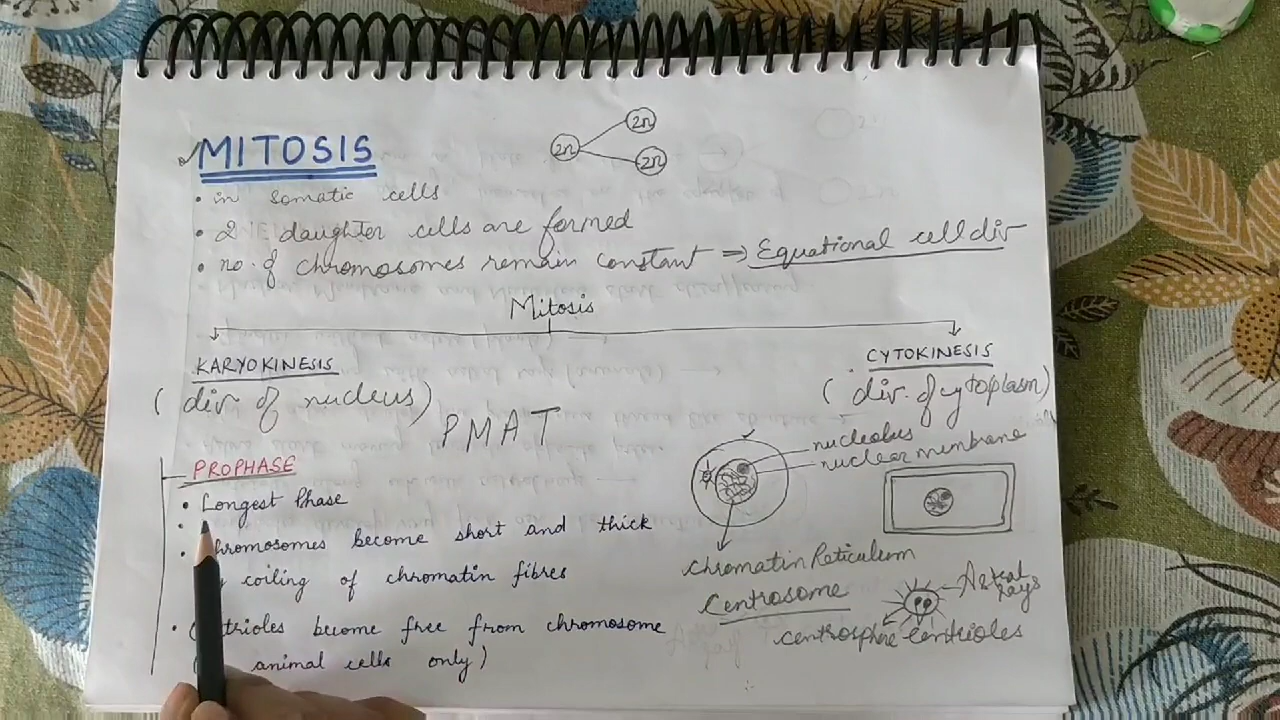 MITOSIS
2n
2n
2n
• in somatic cells
• 2 daughter cells are formed
• no. of chromosomes remain constant ⇒ Equational cell div
Mitosis
KARYOKINESIS
(div of nucleus)
PMAT
CYTOKINESIS
(div. of cytoplasm)
PROPHASE
• Longest Phase
• hromosomes become short and thick
coiling of chromatin fibres
• trioles become free from chromosome
animal cells only)
nucleolus
nuclear membrane
Chromatin Reticulum
Centrosome
Astral rays
centrosphere
Centrioles